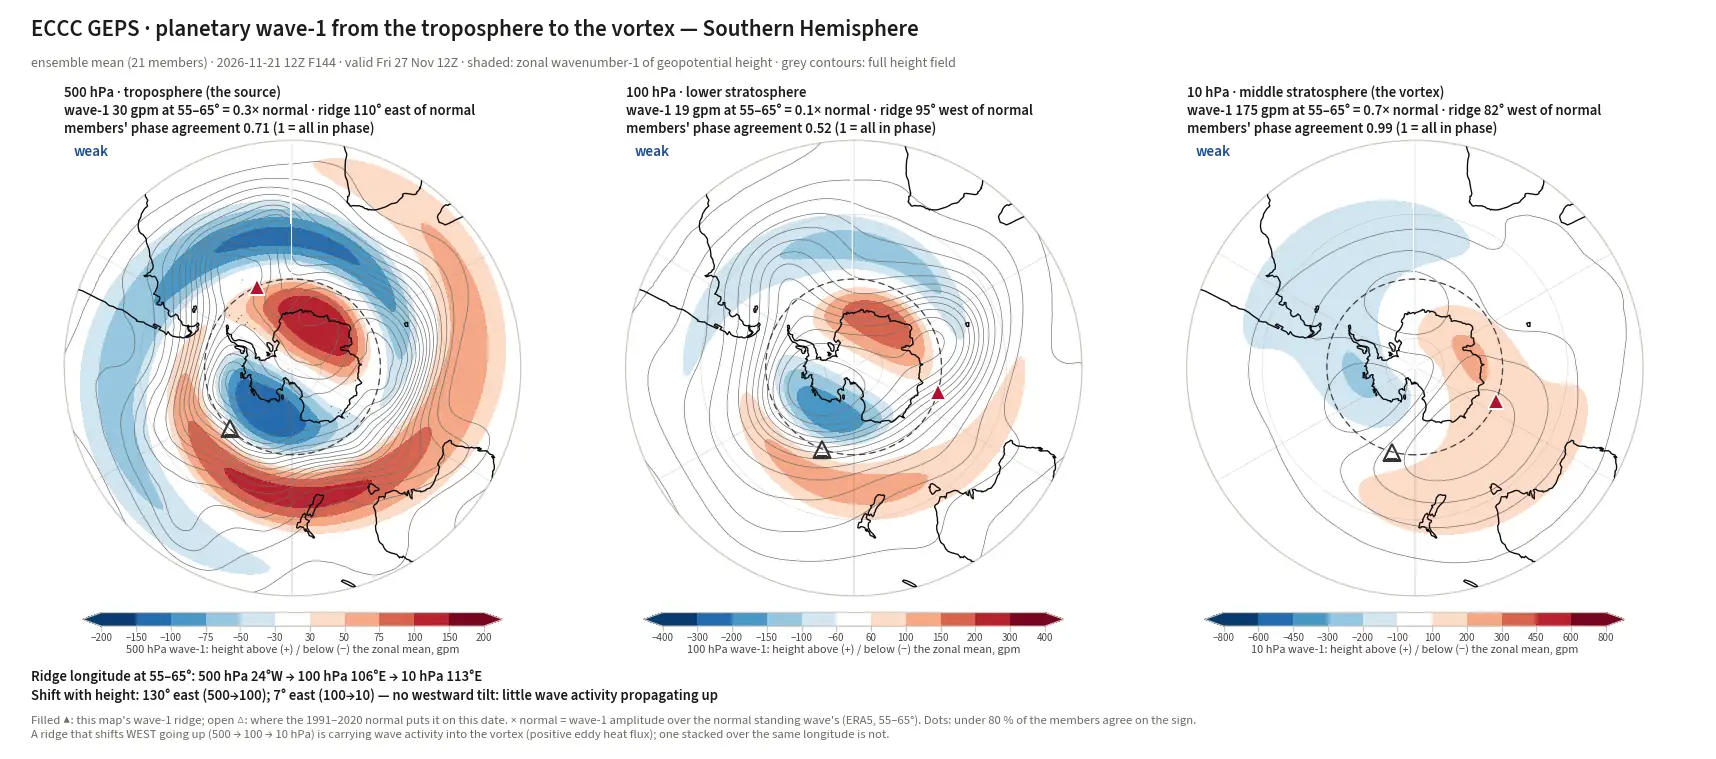 ECCC GEPS · planetary wave-1 from the troposphere to the vortex — Southern Hemisphere
ensemble mean (21 members) · 2026-11-21 12Z F144 · valid Fri 27 Nov 12Z · shaded: zonal wavenumber-1 of geopotential height · grey contours: full height field
500 hPa · troposphere (the source)
wave-1 30 gpm at 55–65° = 0.3× normal · ridge 110° east of normal
members' phase agreement 0.71 (1 = all in phase)
weak
100 hPa · lower stratosphere
wave-1 19 gpm at 55–65° = 0.1× normal · ridge 95° west of normal
members' phase agreement 0.52 (1 = all in phase)
weak
10 hPa · middle stratosphere (the vortex)
wave-1 175 gpm at 55–65° = 0.7× normal · ridge 82° west of normal
members' phase agreement 0.99 (1 = all in phase)
weak
−200 −150 −100 −75 −50 −30 30 50 75 100 150 200
500 hPa wave-1: height above (+) / below (−) the zonal mean, gpm
−400 −300 −200 −150 −100 −60 60 100 150 200 300 400
100 hPa wave-1: height above (+) / below (−) the zonal mean, gpm
−800 −600 −450 −300 −200 −100 100 200 300 450 600 800
10 hPa wave-1: height above (+) / below (−) the zonal mean, gpm
Ridge longitude at 55–65°: 500 hPa 24°W → 100 hPa 106°E → 10 hPa 113°E
Shift with height: 130° east (500→100); 7° east (100→10) — no westward tilt: little wave activity propagating up
Filled ▲: this map's wave-1 ridge; open △: where the 1991–2020 normal puts it on this date. × normal = wave-1 amplitude over the normal standing wave's (ERA5, 55–65°). Dots: under 80 % of the members agree on the sign.
A ridge that shifts WEST going up (500 → 100 → 10 hPa) is carrying wave activity into the vortex (positive eddy heat flux); one stacked over the same longitude is not.